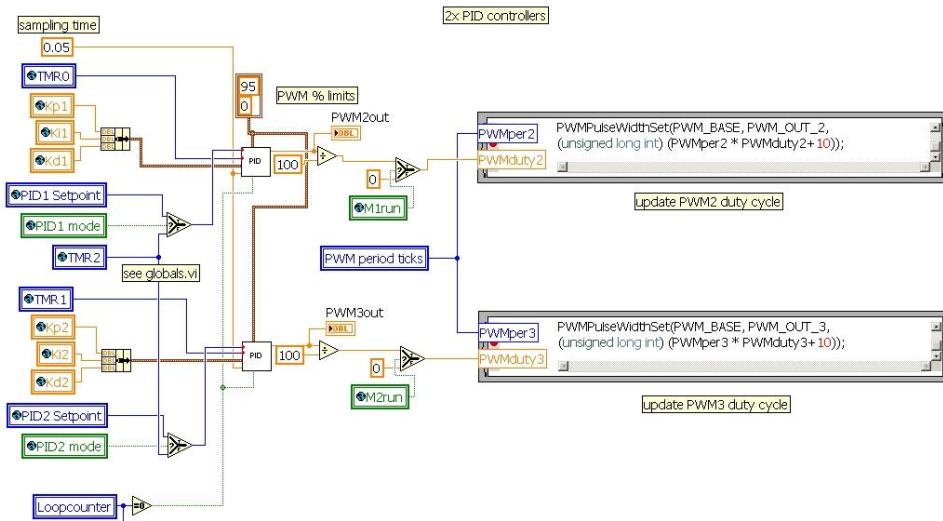 2x PID controllers
sampling time
0.05
TMR0
95
0
PWM % limits
Kp1
Ki1
Kd1
DBL
DBL
DBL
PWM2out
DBL
PID
100
÷
PWMper2
PWMduty2
PWMPulseWidthSet(PWM_BASE, PWM_OUT_2,
(unsigned long int) (PWMper2 * PWMduty2+10));
0
M1run
update PWM2 duty cycle
PID1 Setpoint
PID1 mode
TMR2
see globals.vi
PWM period ticks
TMR1
Kp2
Ki2
Kd2
PWM3out
DBL
PID
100
÷
PWMper3
PWMduty3
PWMPulseWidthSet(PWM_BASE, PWM_OUT_3,
(unsigned long int) (PWMper3 * PWMduty3+10));
0
M2run
update PWM3 duty cycle
PID2 Setpoint
PID2 mode
Loopcounter
=0